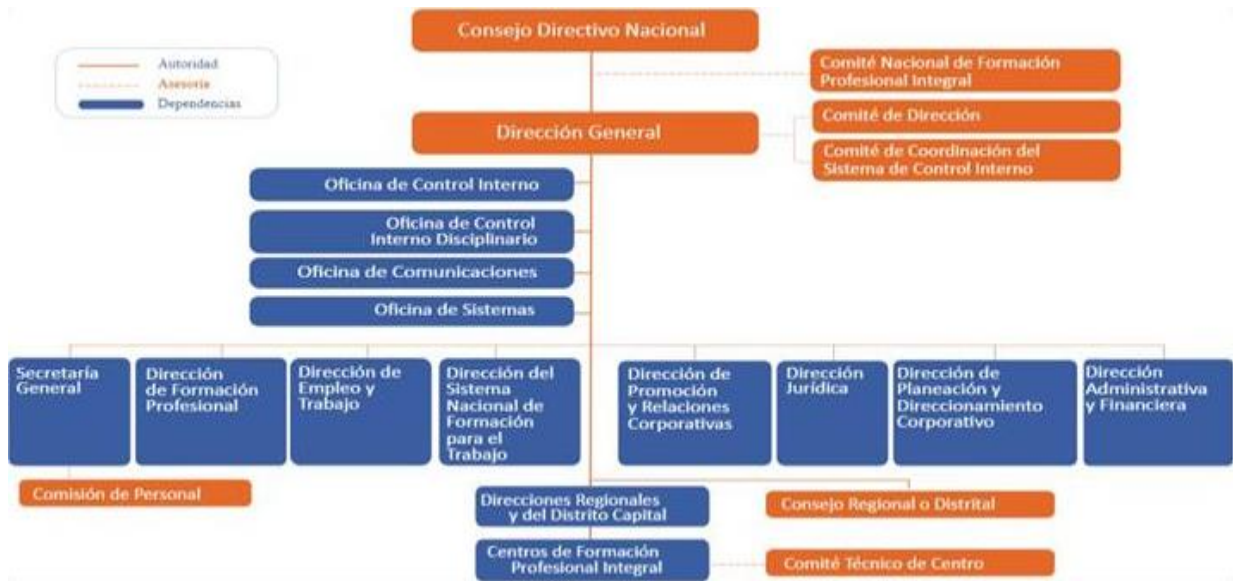 Consejo Directivo Nacional
Autoridad
Asesoría
Dependencias
Comité Nacional de Formación
Profesional Integral
Dirección General
Comité de Dirección
Comité de Coordinación del
Sistema de Control Interno
Oficina de Control Interno
Oficina de Control
Interno Disciplinario
Oficina de Comunicaciones
Oficina de Sistemas
Secretaría
General
Dirección
de Formación
Profesional
Dirección de
Empleo y
Trabajo
Dirección del
Sistema
Nacional de
Formación
para el
Trabajo
Dirección de
Promoción
y Relaciones
Corporativas
Dirección
Jurídica
Dirección de
Planeación y
Direccionamiento
Corporativo
Dirección
Administrativa
y Financiera
Comisión de Personal
Direcciones Regionales
y del Distrito Capital
Consejo Regional o Distrital
Centros de Formación
Profesional Integral
Comité Técnico de Centro